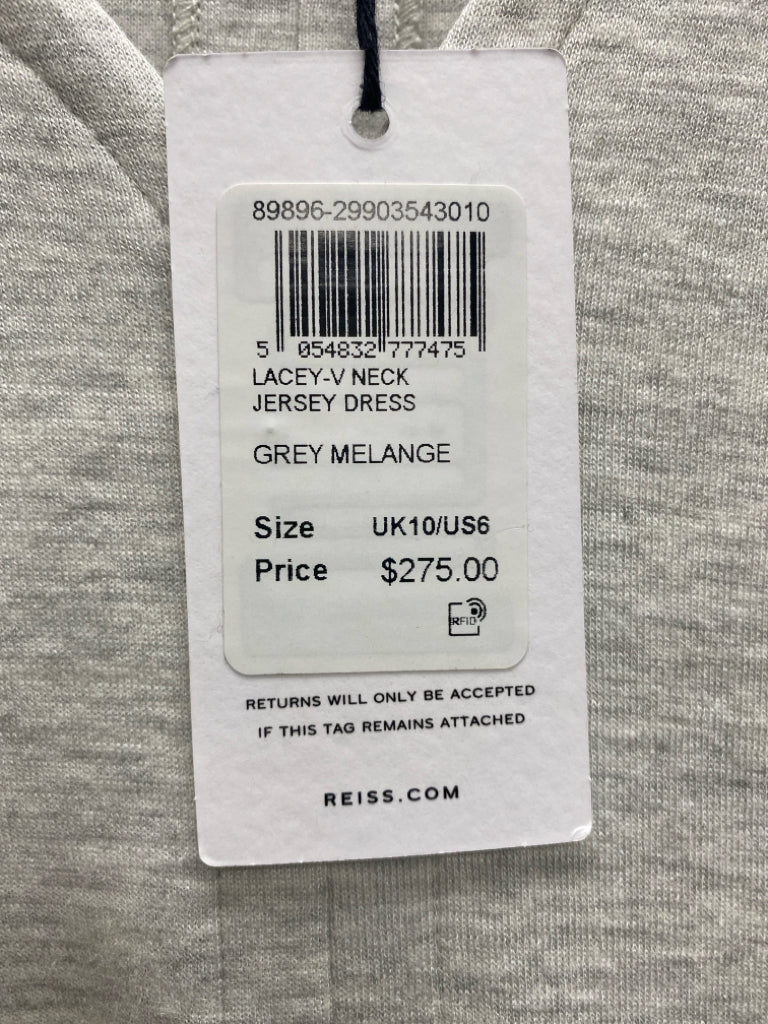 89896-29903543010
5 054832 777475
LACEY-V NECK
JERSEY DRESS
GREY MELANGE
Size UK10/US6
Price $275.00
RFID
RETURNS WILL ONLY BE ACCEPTED
IF THIS TAG REMAINS ATTACHED
REISS.COM